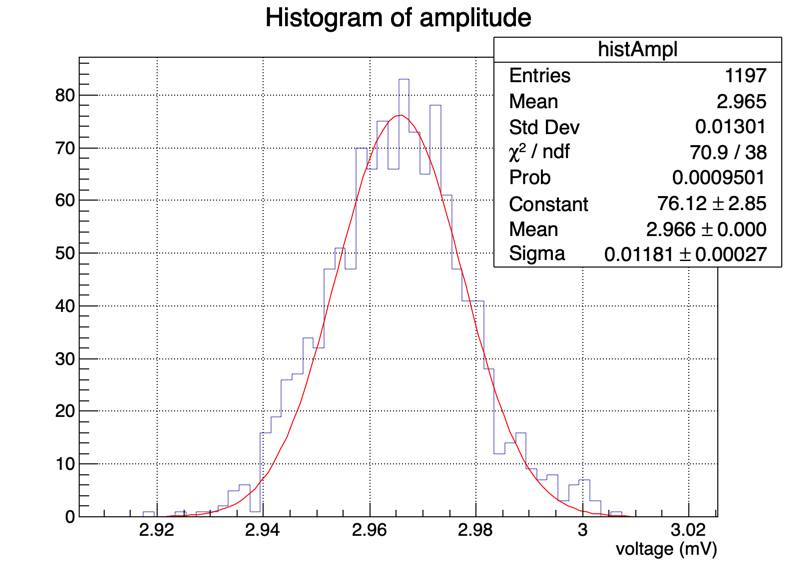 Histogram of amplitude
histAmpl
Entries 1197
Mean 2.965
Std Dev 0.01301
χ² / ndf 70.9 / 38
Prob 0.0009501
Constant 76.12 ± 2.85
Mean 2.966 ± 0.000
Sigma 0.01181 ± 0.00027
80
70
60
50
40
30
20
10
0
2.92 2.94 2.96 2.98 3 3.02
voltage (mV)